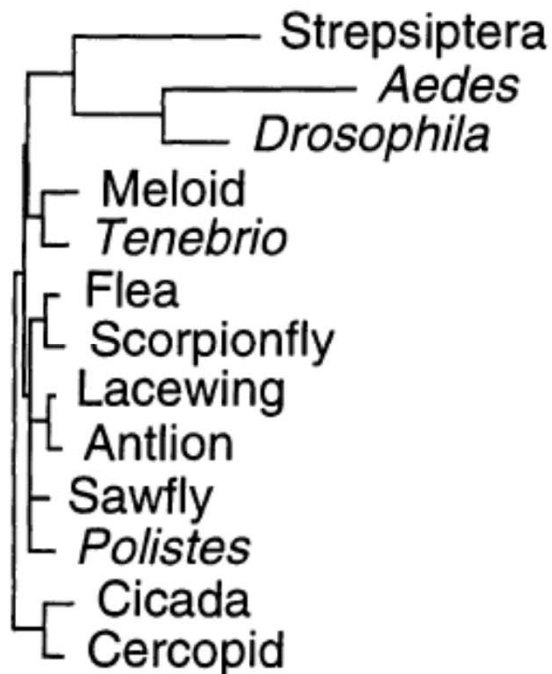 Strepsiptera
Aedes
Drosophila
Meloid
Tenebrio
Flea
Scorpionfly
Lacewing
Antlion
Sawfly
Polistes
Cicada
Cercopid